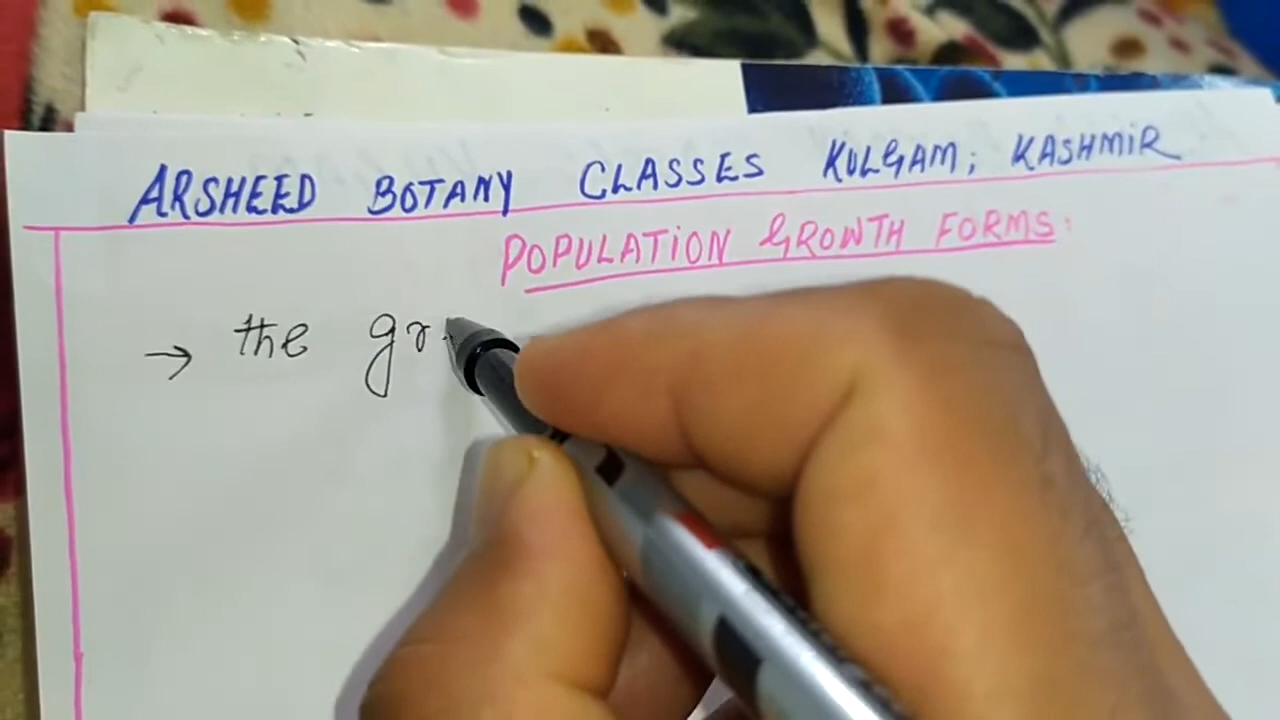 ARSHEED BOTANY CLASSES KULGAM; KASHMIR
POPULATION GROWTH FORMS:
→ the gr